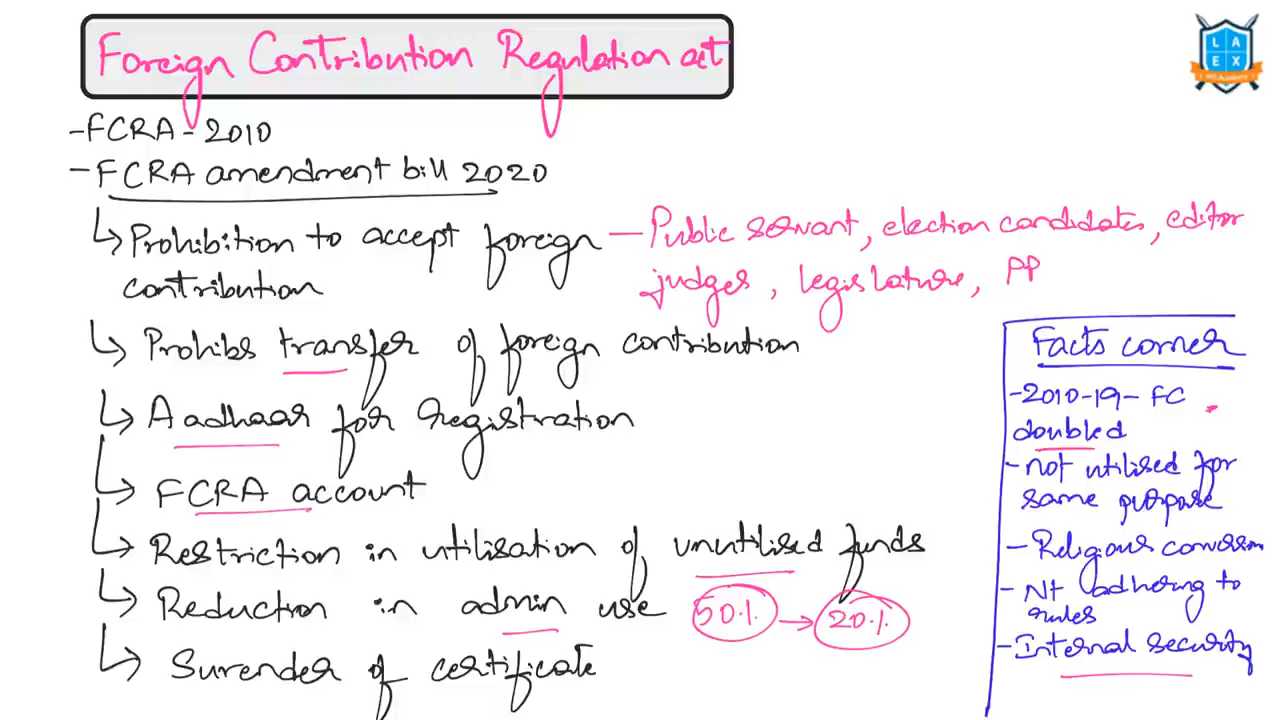 Foreign Contribution Regulation act
L A
E X
-FCRA - 2010
- FCRA amendment bill 2020
↳ Prohibition to accept foreign contribution
— Public servant, election candidates, editor
judges, legislature, PP
↳ Prohibs transfer of foreign contribution
↳ Aadhaar for Registration
↳ FCRA account
↳ Restriction in utilisation of unutilised funds
↳ Reduction in admin use 50% → 20%
↳ Surender of certificate
Facts corner
- 2010-19 - FC
doubled
- not utilised for
same purpose
- Religious conversion
- Nt adhering to
rules
- Internal security